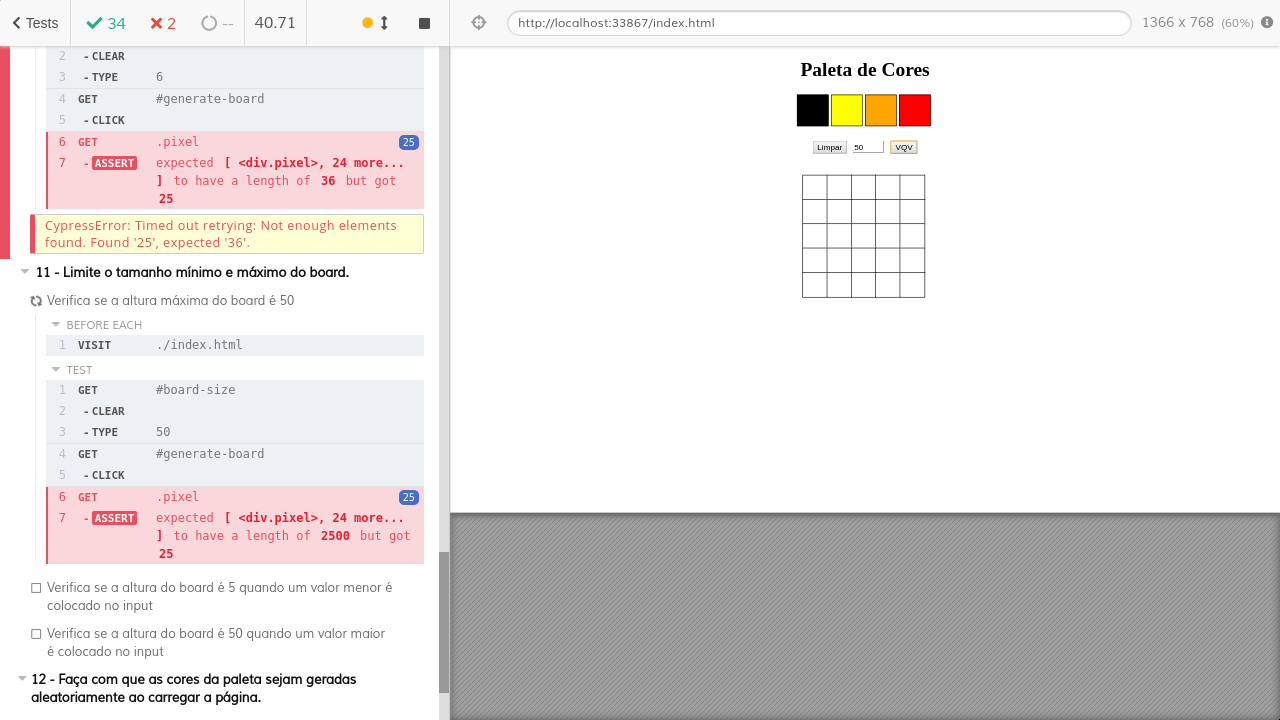 Tests
34
2
--
40.71
http://localhost:33867/index.html
1366 x 768 (60%)
2 - CLEAR
3 - TYPE 6
4 GET #generate-board
5 - CLICK
6 GET .pixel 25
7 - ASSERT expected [ <div.pixel>, 24 more...
] to have a length of 36 but got
25
CypressError: Timed out retrying: Not enough elements
found. Found '25', expected '36'.
11 - Limite o tamanho mínimo e máximo do board.
Verifica se a altura máxima do board é 50
BEFORE EACH
1 VISIT ./index.html
TEST
1 GET #board-size
2 - CLEAR
3 - TYPE 50
4 GET #generate-board
5 - CLICK
6 GET .pixel 25
7 - ASSERT expected [ <div.pixel>, 24 more...
] to have a length of 2500 but got
25
Verifica se a altura do board é 5 quando um valor menor é
colocado no input
Verifica se a altura do board é 50 quando um valor maior
é colocado no input
12 - Faça com que as cores da paleta sejam geradas
aleatoriamente ao carregar a página.
Paleta de Cores
Limpar 50 VQV